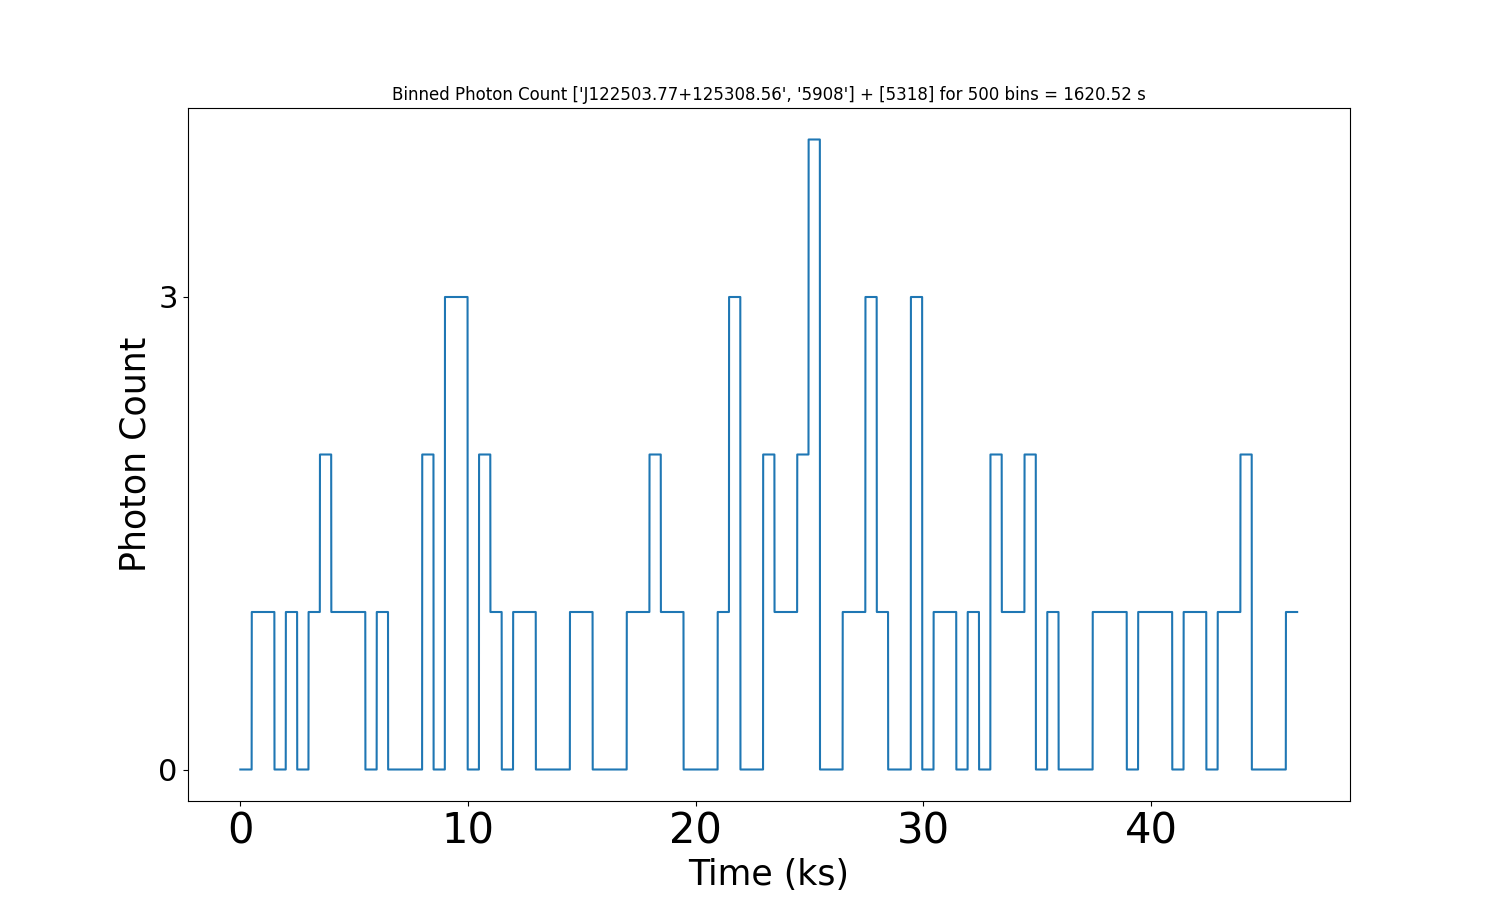 Binned Photon Count ['J122503.77+125308.56', '5908'] + [5318] for 500 bins = 1620.52 s
Photon Count
3
0
0 10 20 30 40
Time (ks)